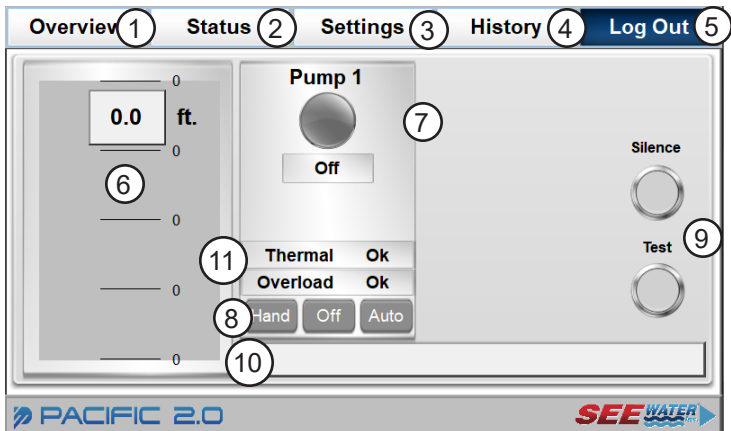 Overview 1 Status 2 Settings 3 History 4 Log Out 5
0
0.0 ft.
0
6
0
0
0
Pump 1
7
Off
11 Thermal Ok
Overload Ok
8 Hand Off Auto
10
Silence
Test
9
PACIFIC 2.0
SEE WATER Inc.